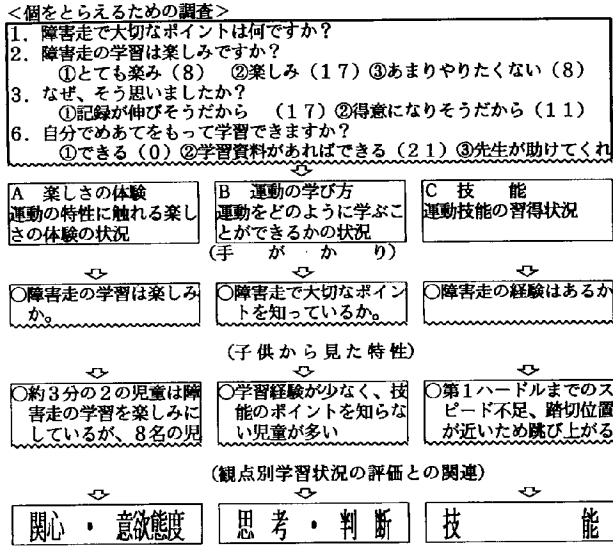 <個をとらえるための調査>
1. 障害走で大切なポイントは何ですか?
2. 障害走の学習は楽しみですか?
①とても楽み(8) ②楽しみ(17)③あまりやりたくない(8)
3. なぜ、そう思いましたか?
①記録が伸びそうだから (17)②得意になりそうだから(11)
6. 自分でめあてをもって学習できますか?
①できる(0)②学習資料があればできる(21)③先生が助けてくれ
A 楽しさの体験
運動の特性に触れる楽し
さの体験の状況
B 運動の学び方
運動をどのように学ぶこ
とができるかの状況
C 技 能
運動技能の習得状況
(手 が か り)
○障害走の学習は楽しみ
か。
○障害走で大切なポイン
トを知っているか。
○障害走の経験はあるか
(子供から見た特性)
○約3分の2の児童は障
害走の学習を楽しみに
しているが、8名の児
○学習経験が少なく、技
能のポイントを知らな
い児童が多い
○第1ハードルまでのス
ピード不足、踏切位置
が近いため跳び上がる
(観点別学習状況の評価との関連)
関心・意欲態度
思考・判断
技 能